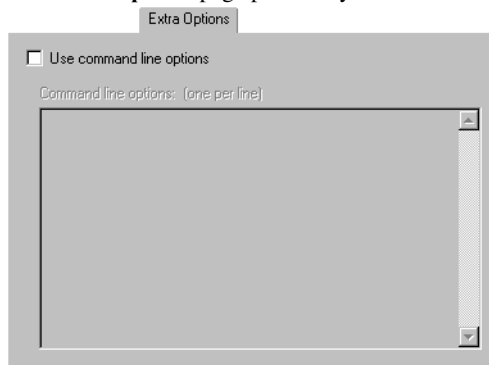 Extra Options
Use command line options
Command line options: (one per line)